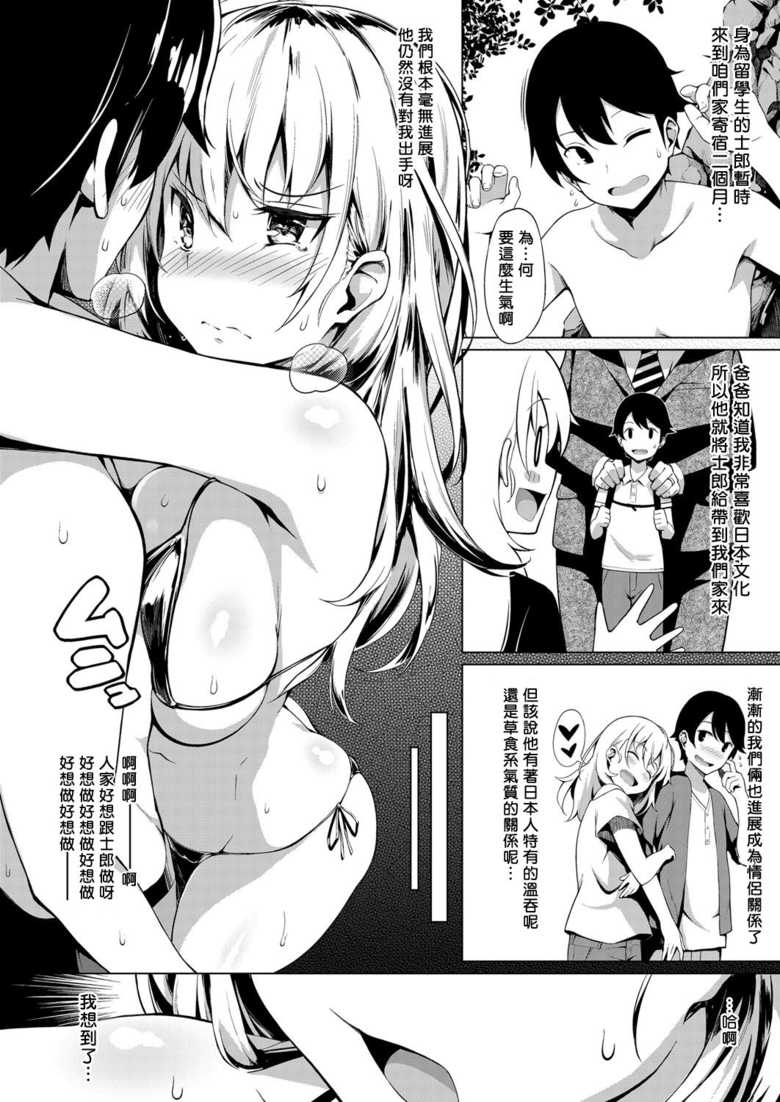 身為留學生的士郎暫時
來到咱們家寄宿二個月…
為…何
要這麼生氣啊
爸爸知道我非常喜歡日本文化
所以他就將士郎給帶到我們家來
漸漸的我們倆也進展成為情侶關係了
但該說他有著日本人特有的溫吞呢
還是草食系氣質的關係呢…
我們根本毫無進展
他仍然沒有對我出手呀
ムニュッ
啊啊啊——啊
人家好想跟士郎做呀
好想做好想做好想做
好想做好想做——
…哈啊
我想到了…